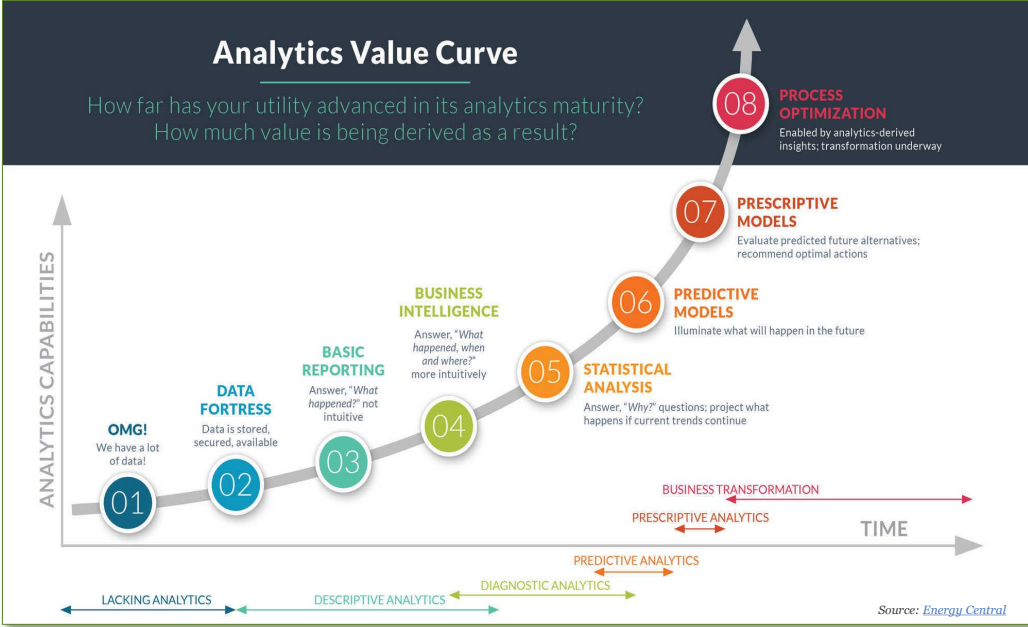 Analytics Value Curve
How far has your utility advanced in its analytics maturity?
How much value is being derived as a result?
08
PROCESS
OPTIMIZATION
Enabled by analytics-derived
insights; transformation underway
07
PRESCRIPTIVE
MODELS
Evaluate predicted future alternatives;
recommend optimal actions
06
PREDICTIVE
MODELS
Illuminate what will happen in the future
05
STATISTICAL
ANALYSIS
Answer, "Why?" questions; project what
happens if current trends continue
BUSINESS
INTELLIGENCE
Answer, "What
happened, when
and where?"
more intuitively
04
BASIC
REPORTING
Answer, "What
happened?" not
intuitive
03
DATA
FORTRESS
Data is stored,
secured, available
02
OMG!
We have a lot
of data!
01
ANALYTICS CAPABILITIES
BUSINESS TRANSFORMATION
PRESCRIPTIVE ANALYTICS
TIME
PREDICTIVE ANALYTICS
DIAGNOSTIC ANALYTICS
LACKING ANALYTICS
DESCRIPTIVE ANALYTICS
Source: Energy Central